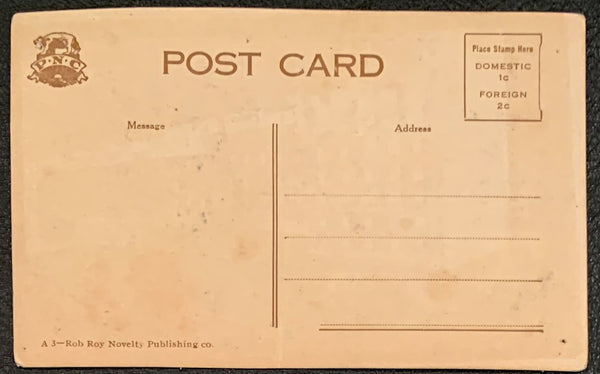 P·N·C
POST CARD
Place Stamp Here
DOMESTIC
1c
FOREIGN
2c
Message
Address
A 3—Rob Roy Novelty Publishing co.